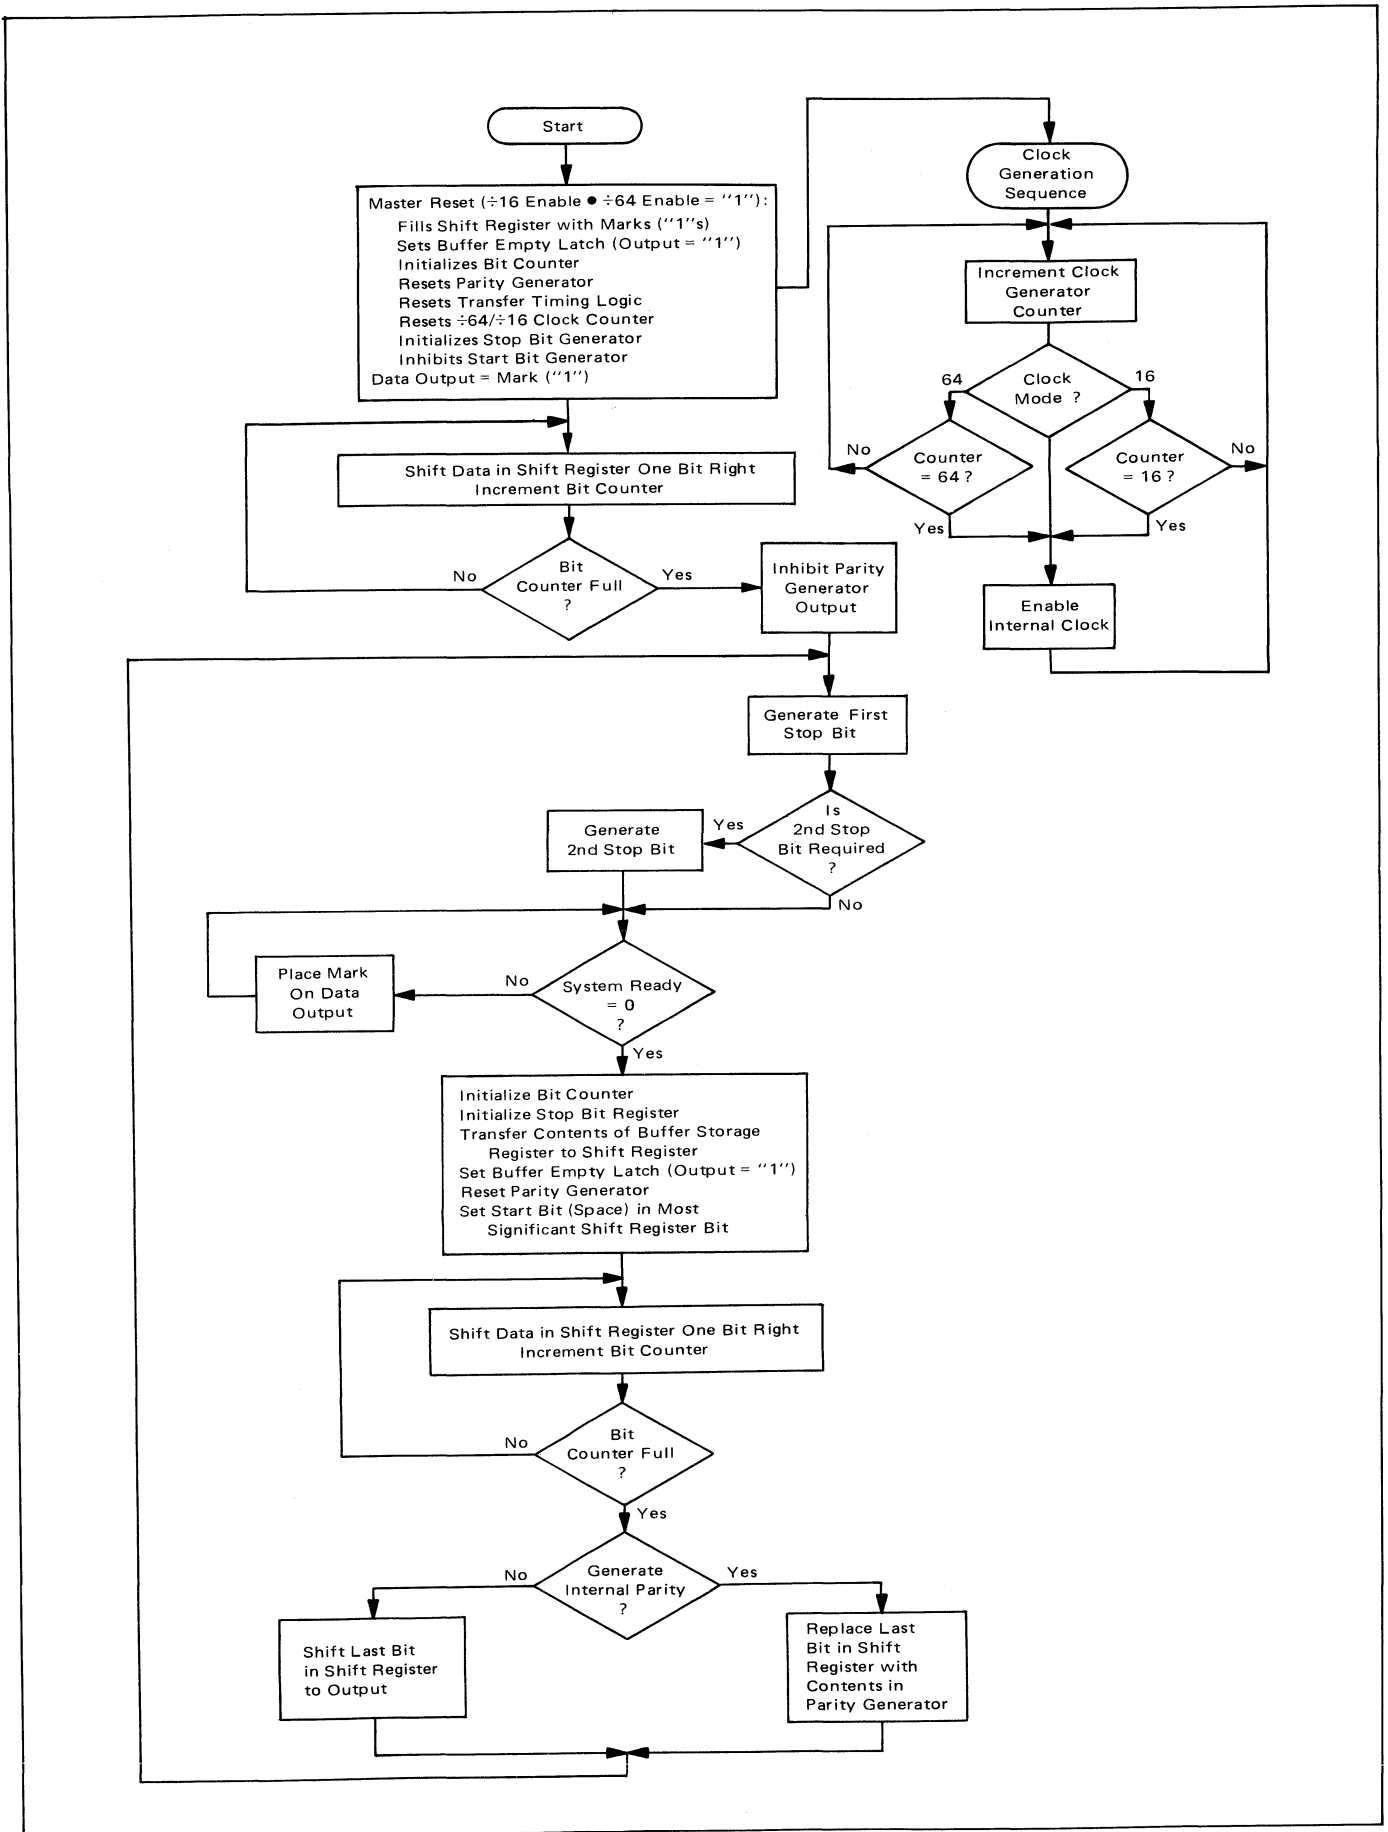 Start
Master Reset (÷16 Enable ● ÷64 Enable = "1"):
Fills Shift Register with Marks ("1"s)
Sets Buffer Empty Latch (Output = "1")
Initializes Bit Counter
Resets Parity Generator
Resets Transfer Timing Logic
Resets ÷64/÷16 Clock Counter
Initializes Stop Bit Generator
Inhibits Start Bit Generator
Data Output = Mark ("1")
Shift Data in Shift Register One Bit Right
Increment Bit Counter
Bit
Counter Full
?
No
Yes
Inhibit Parity
Generator
Output
Clock
Generation
Sequence
Increment Clock
Generator
Counter
Clock
Mode ?
64
16
Counter
= 64 ?
No
Yes
Counter
= 16 ?
No
Yes
Enable
Internal Clock
Generate First
Stop Bit
Is
2nd Stop
Bit Required
?
Yes
No
Generate
2nd Stop Bit
System Ready
= 0
?
No
Yes
Place Mark
On Data
Output
Initialize Bit Counter
Initialize Stop Bit Register
Transfer Contents of Buffer Storage
Register to Shift Register
Set Buffer Empty Latch (Output = "1")
Reset Parity Generator
Set Start Bit (Space) in Most
Significant Shift Register Bit
Shift Data in Shift Register One Bit Right
Increment Bit Counter
Bit
Counter Full
?
No
Yes
Generate
Internal Parity
?
No
Yes
Shift Last Bit
in Shift Register
to Output
Replace Last
Bit in Shift
Register with
Contents in
Parity Generator